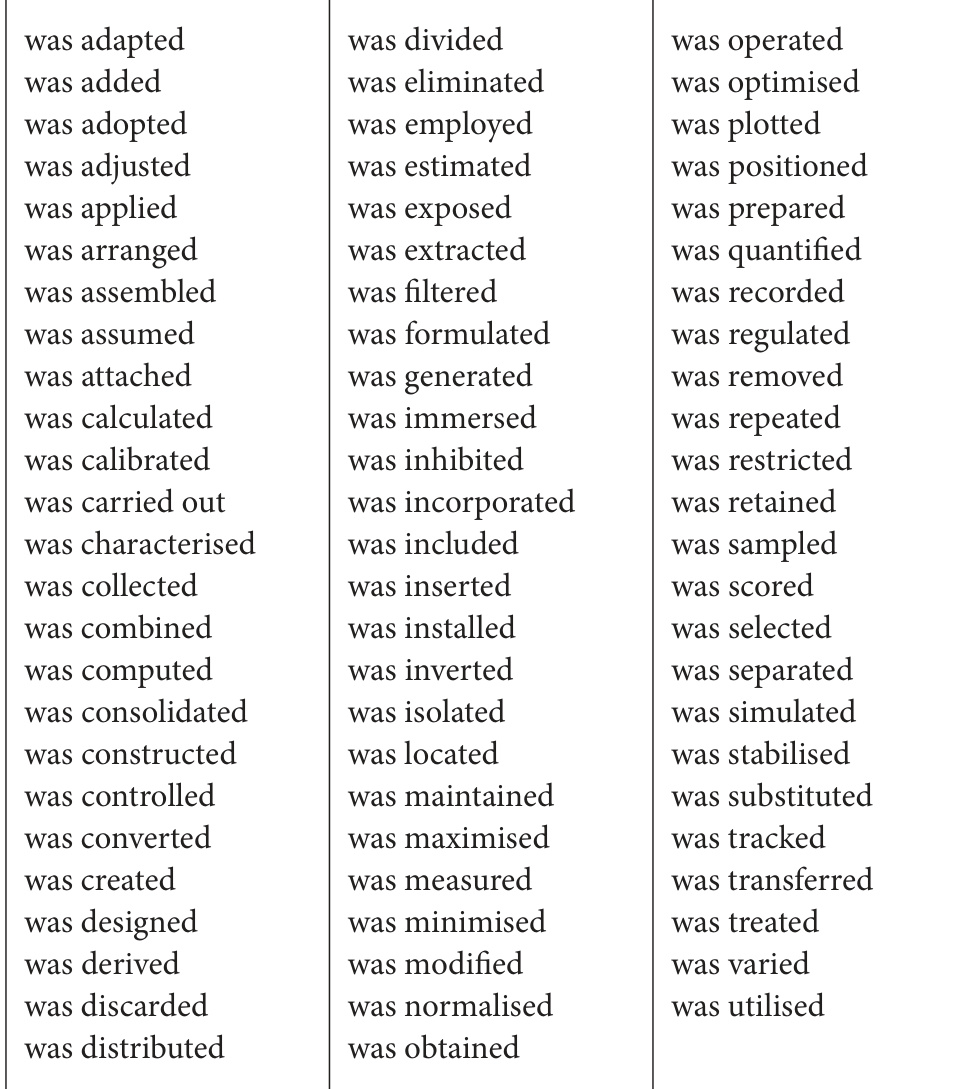 was adapted
was added
was adopted
was adjusted
was applied
was arranged
was assembled
was assumed
was attached
was calculated
was calibrated
was carried out
was characterised
was collected
was combined
was computed
was consolidated
was constructed
was controlled
was converted
was created
was designed
was derived
was discarded
was distributed
was divided
was eliminated
was employed
was estimated
was exposed
was extracted
was filtered
was formulated
was generated
was immersed
was inhibited
was incorporated
was included
was inserted
was installed
was inverted
was isolated
was located
was maintained
was maximised
was measured
was minimised
was modified
was normalised
was obtained
was operated
was optimised
was plotted
was positioned
was prepared
was quantified
was recorded
was regulated
was removed
was repeated
was restricted
was retained
was sampled
was scored
was selected
was separated
was simulated
was stabilised
was substituted
was tracked
was transferred
was treated
was varied
was utilised